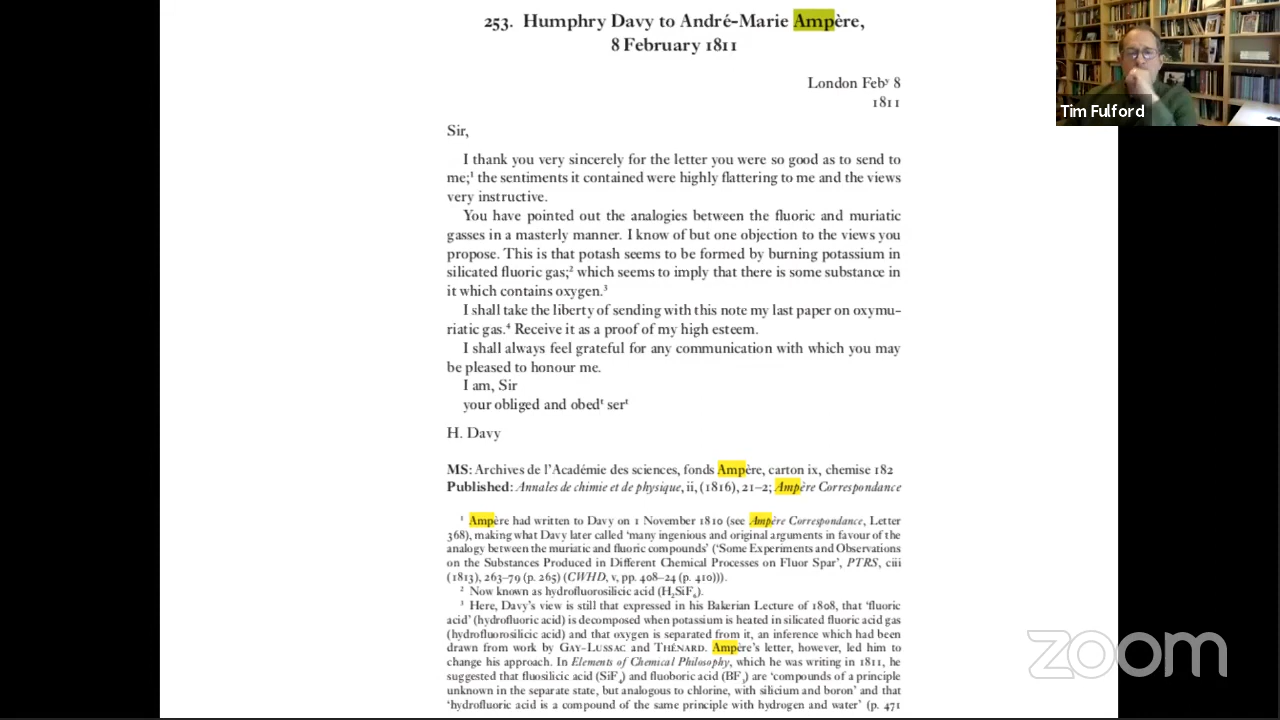 253. Humphry Davy to André-Marie Ampère,
8 February 1811
London Febʸ 8
1811
Sir,
I thank you very sincerely for the letter you were so good as to send to
me;¹ the sentiments it contained were highly flattering to me and the views
very instructive.
You have pointed out the analogies between the fluoric and muriatic
gasses in a masterly manner. I know of but one objection to the views you
propose. This is that potash seems to be formed by burning potassium in
silicated fluoric gas;² which seems to imply that there is some substance in
it which contains oxygen.³
I shall take the liberty of sending with this note my last paper on oxymu-
riatic gas.⁴ Receive it as a proof of my high esteem.
I shall always feel grateful for any communication with which you may
be pleased to honour me.
I am, Sir
your obliged and obedᵗ serᵗ
H. Davy
MS: Archives de l'Académie des sciences, fonds Ampère, carton ix, chemise 182
Published: Annales de chimie et de physique, ii, (1816), 21–2; Ampère Correspondance
¹ Ampère had written to Davy on 1 November 1810 (see Ampère Correspondance, Letter
368), making what Davy later called 'many ingenious and original arguments in favour of the
analogy between the muriatic and fluoric compounds' ('Some Experiments and Observations
on the Substances Produced in Different Chemical Processes on Fluor Spar', PTRS, ciii
(1813), 263–79 (p. 265) (CWHD, v, pp. 408–24 (p. 410))).
² Now known as hydrofluorosilicic acid (H₂SiF₆).
³ Here, Davy's view is still that expressed in his Bakerian Lecture of 1808, that 'fluoric
acid' (hydrofluoric acid) is decomposed when potassium is heated in silicated fluoric acid gas
(hydrofluorosilicic acid) and that oxygen is separated from it, an inference which had been
drawn from work by Gay-Lussac and Thénard. Ampère's letter, however, led him to
change his approach. In Elements of Chemical Philosophy, which he was writing in 1811, he
suggested that fluosilicic acid (SiF₄) and fluoboric acid (BF₃) are 'compounds of a principle
unknown in the separate state, but analogous to chlorine, with silicium and boron' and that
'hydrofluoric acid is a compound of the same principle with hydrogen and water' (p. 471
Tim Fulford
zoom